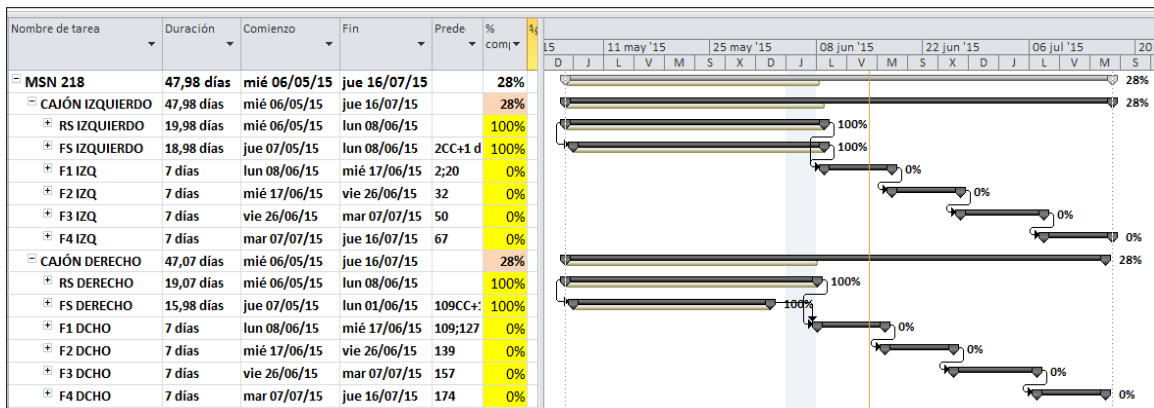 Nombre de tarea Duración Comienzo Fin Prede % comp
15 11 may '15 25 may '15 08 jun '15 22 jun '15 06 jul '15 20
D J L V M S X D J L V M S X D J L V M S
MSN 218 47,98 días mié 06/05/15 jue 16/07/15 28% 28%
CAJÓN IZQUIERDO 47,98 días mié 06/05/15 jue 16/07/15 28% 28%
RS IZQUIERDO 19,98 días mié 06/05/15 lun 08/06/15 100% 100%
FS IZQUIERDO 18,98 días jue 07/05/15 lun 08/06/15 2CC+1 d 100% 100%
F1 IZQ 7 días lun 08/06/15 mié 17/06/15 2;20 0% 0%
F2 IZQ 7 días mié 17/06/15 vie 26/06/15 32 0% 0%
F3 IZQ 7 días vie 26/06/15 mar 07/07/15 50 0% 0%
F4 IZQ 7 días mar 07/07/15 jue 16/07/15 67 0% 0%
CAJÓN DERECHO 47,07 días mié 06/05/15 jue 16/07/15 28% 28%
RS DERECHO 19,07 días mié 06/05/15 lun 08/06/15 100% 100%
FS DERECHO 15,98 días jue 07/05/15 lun 01/06/15 109CC+ 100% 100%
F1 DCHO 7 días lun 08/06/15 mié 17/06/15 109;127 0% 0%
F2 DCHO 7 días mié 17/06/15 vie 26/06/15 139 0% 0%
F3 DCHO 7 días vie 26/06/15 mar 07/07/15 157 0% 0%
F4 DCHO 7 días mar 07/07/15 jue 16/07/15 174 0% 0%